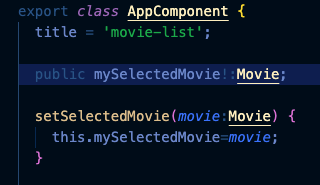 export class AppComponent {
title = 'movie-list';
public mySelectedMovie!:Movie;
setSelectedMovie(movie:Movie) {
this.mySelectedMovie=movie;
}